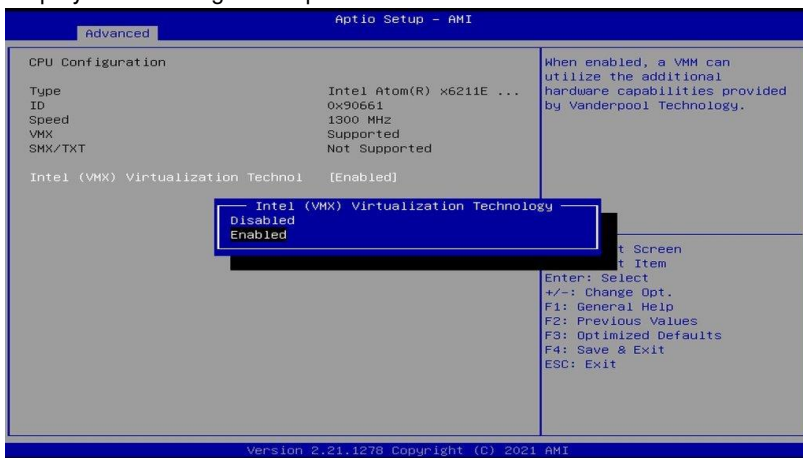 Aptio Setup - AMI
Advanced
CPU Configuration
Type Intel Atom(R) x6211E ...
ID 0x90661
Speed 1300 MHz
VMX Supported
SMX/TXT Not Supported
Intel (VMX) Virtualization Technol [Enabled]
Intel (VMX) Virtualization Technology
Disabled
Enabled
When enabled, a VMM can
utilize the additional
hardware capabilities provided
by Vanderpool Technology.
Screen
Item
Enter: Select
+/-: Change Opt.
F1: General Help
F2: Previous Values
F3: Optimized Defaults
F4: Save & Exit
ESC: Exit
Version 2.21.1278 Copyright (C) 2021 AMI